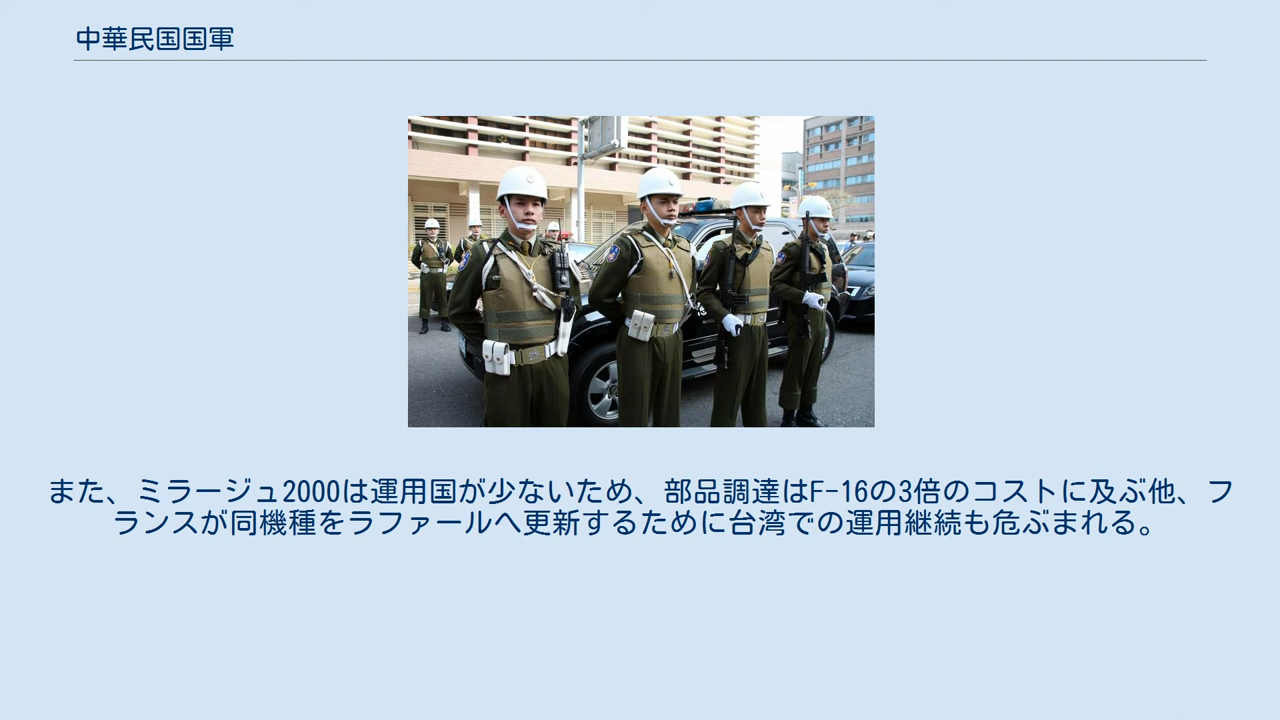 中華民国国軍
また、ミラージュ2000は運用国が少ないため、部品調達はF-16の3倍のコストに及ぶ他、フ
ランスが同機種をラファールへ更新するために台湾での運用継続も危ぶまれる。